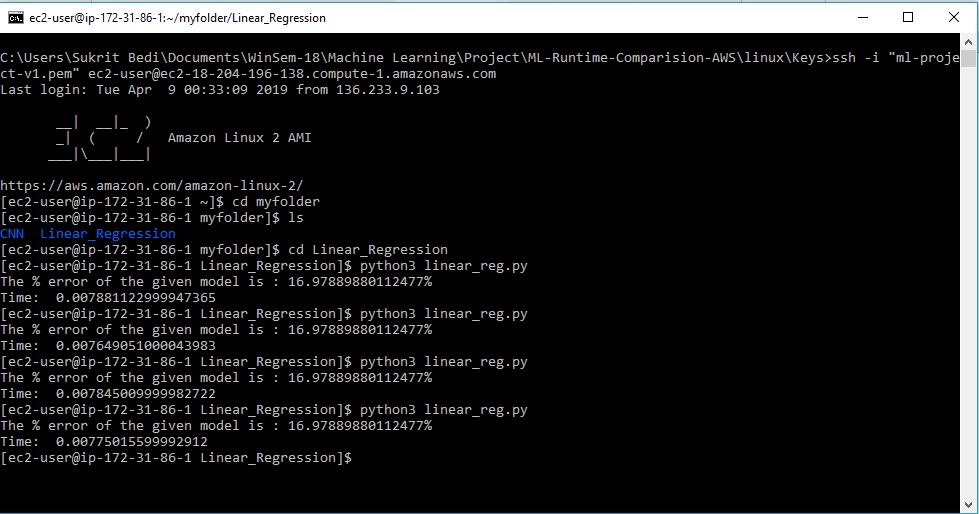 ec2-user@ip-172-31-86-1:~/myfolder/Linear_Regression
C:\Users\Sukrit Bedi\Documents\WinSem-18\Machine Learning\Project\ML-Runtime-Comparision-AWS\linux\Keys>ssh -i "ml-proje
ct-v1.pem" ec2-user@ec2-18-204-196-138.compute-1.amazonaws.com
Last login: Tue Apr  9 00:33:09 2019 from 136.233.9.103
       __|  __|_  )
       _|  (     /   Amazon Linux 2 AMI
      ___|\___|___|
https://aws.amazon.com/amazon-linux-2/
[ec2-user@ip-172-31-86-1 ~]$ cd myfolder
[ec2-user@ip-172-31-86-1 myfolder]$ ls
CNN  Linear_Regression
[ec2-user@ip-172-31-86-1 myfolder]$ cd Linear_Regression
[ec2-user@ip-172-31-86-1 Linear_Regression]$ python3 linear_reg.py
The % error of the given model is : 16.97889880112477%
Time:  0.007881122999947365
[ec2-user@ip-172-31-86-1 Linear_Regression]$ python3 linear_reg.py
The % error of the given model is : 16.97889880112477%
Time:  0.007649051000043983
[ec2-user@ip-172-31-86-1 Linear_Regression]$ python3 linear_reg.py
The % error of the given model is : 16.97889880112477%
Time:  0.007845009999982722
[ec2-user@ip-172-31-86-1 Linear_Regression]$ python3 linear_reg.py
The % error of the given model is : 16.97889880112477%
Time:  0.00775015599992912
[ec2-user@ip-172-31-86-1 Linear_Regression]$